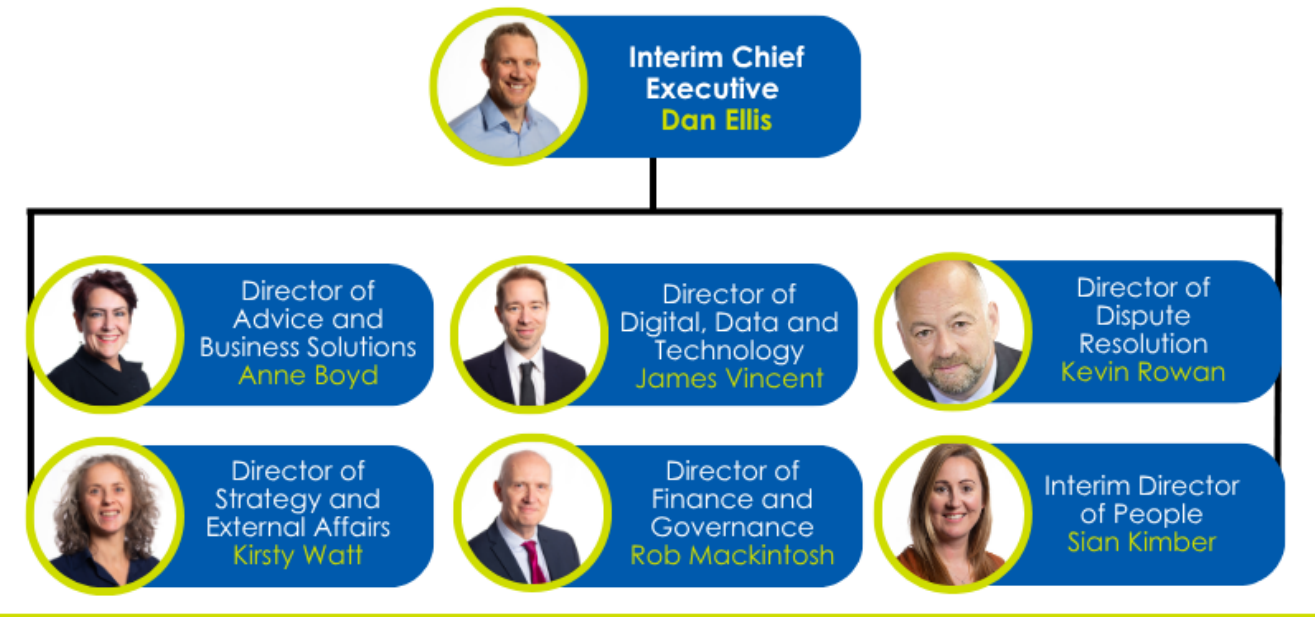 Interim Chief
Executive
Dan Ellis
Director of
Advice and
Business Solutions
Anne Boyd
Director of
Digital, Data and
Technology
James Vincent
Director of
Dispute
Resolution
Kevin Rowan
Director of
Strategy and
External Affairs
Kirsty Watt
Director of
Finance and
Governance
Rob Mackintosh
Interim Director
of People
Sian Kimber